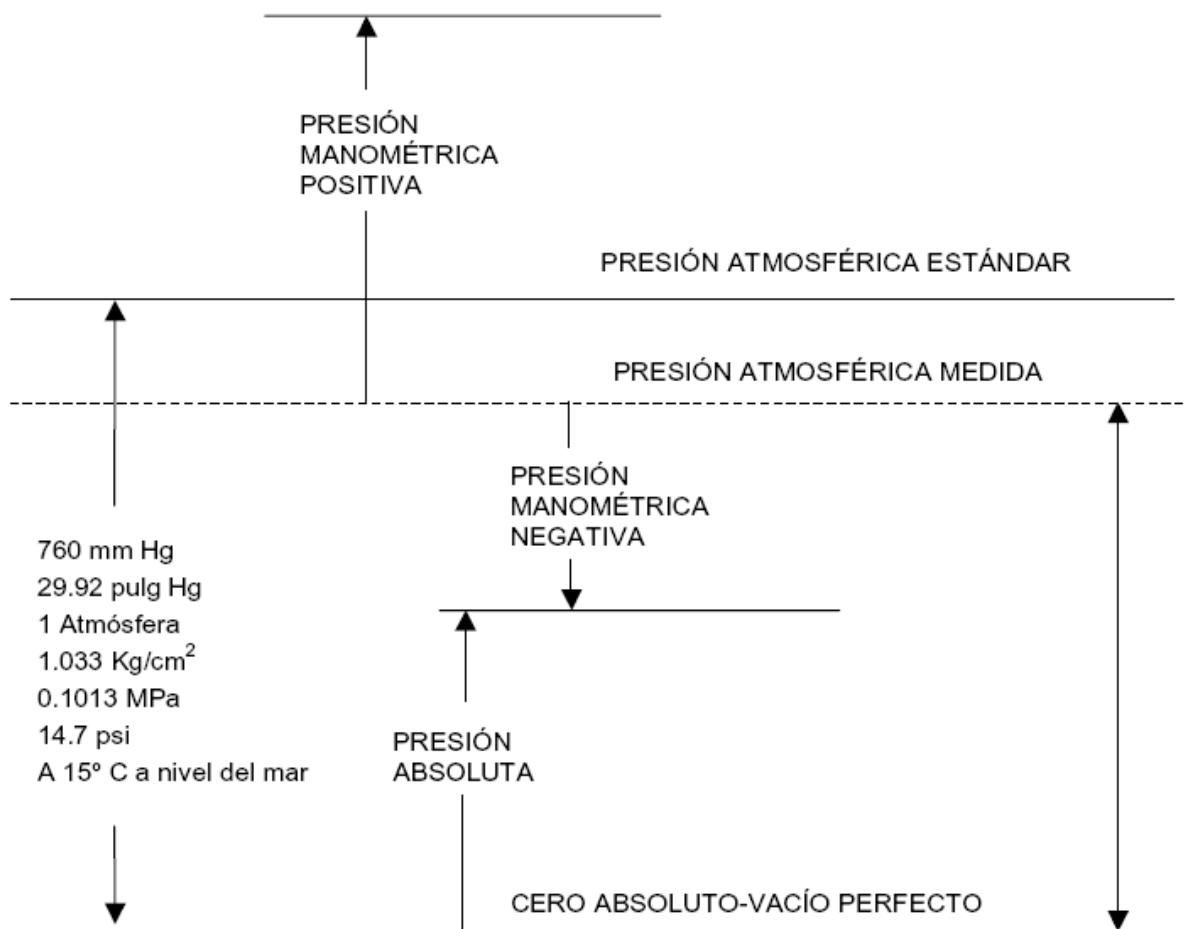 PRESIÓN
MANOMÉTRICA
POSITIVA
PRESIÓN ATMOSFÉRICA ESTÁNDAR
PRESIÓN ATMOSFÉRICA MEDIDA
PRESIÓN
MANOMÉTRICA
NEGATIVA
760 mm Hg
29.92 pulg Hg
1 Atmósfera
1.033 Kg/cm²
0.1013 MPa
14.7 psi
A 15º C a nivel del mar
PRESIÓN
ABSOLUTA
CERO ABSOLUTO-VACÍO PERFECTO